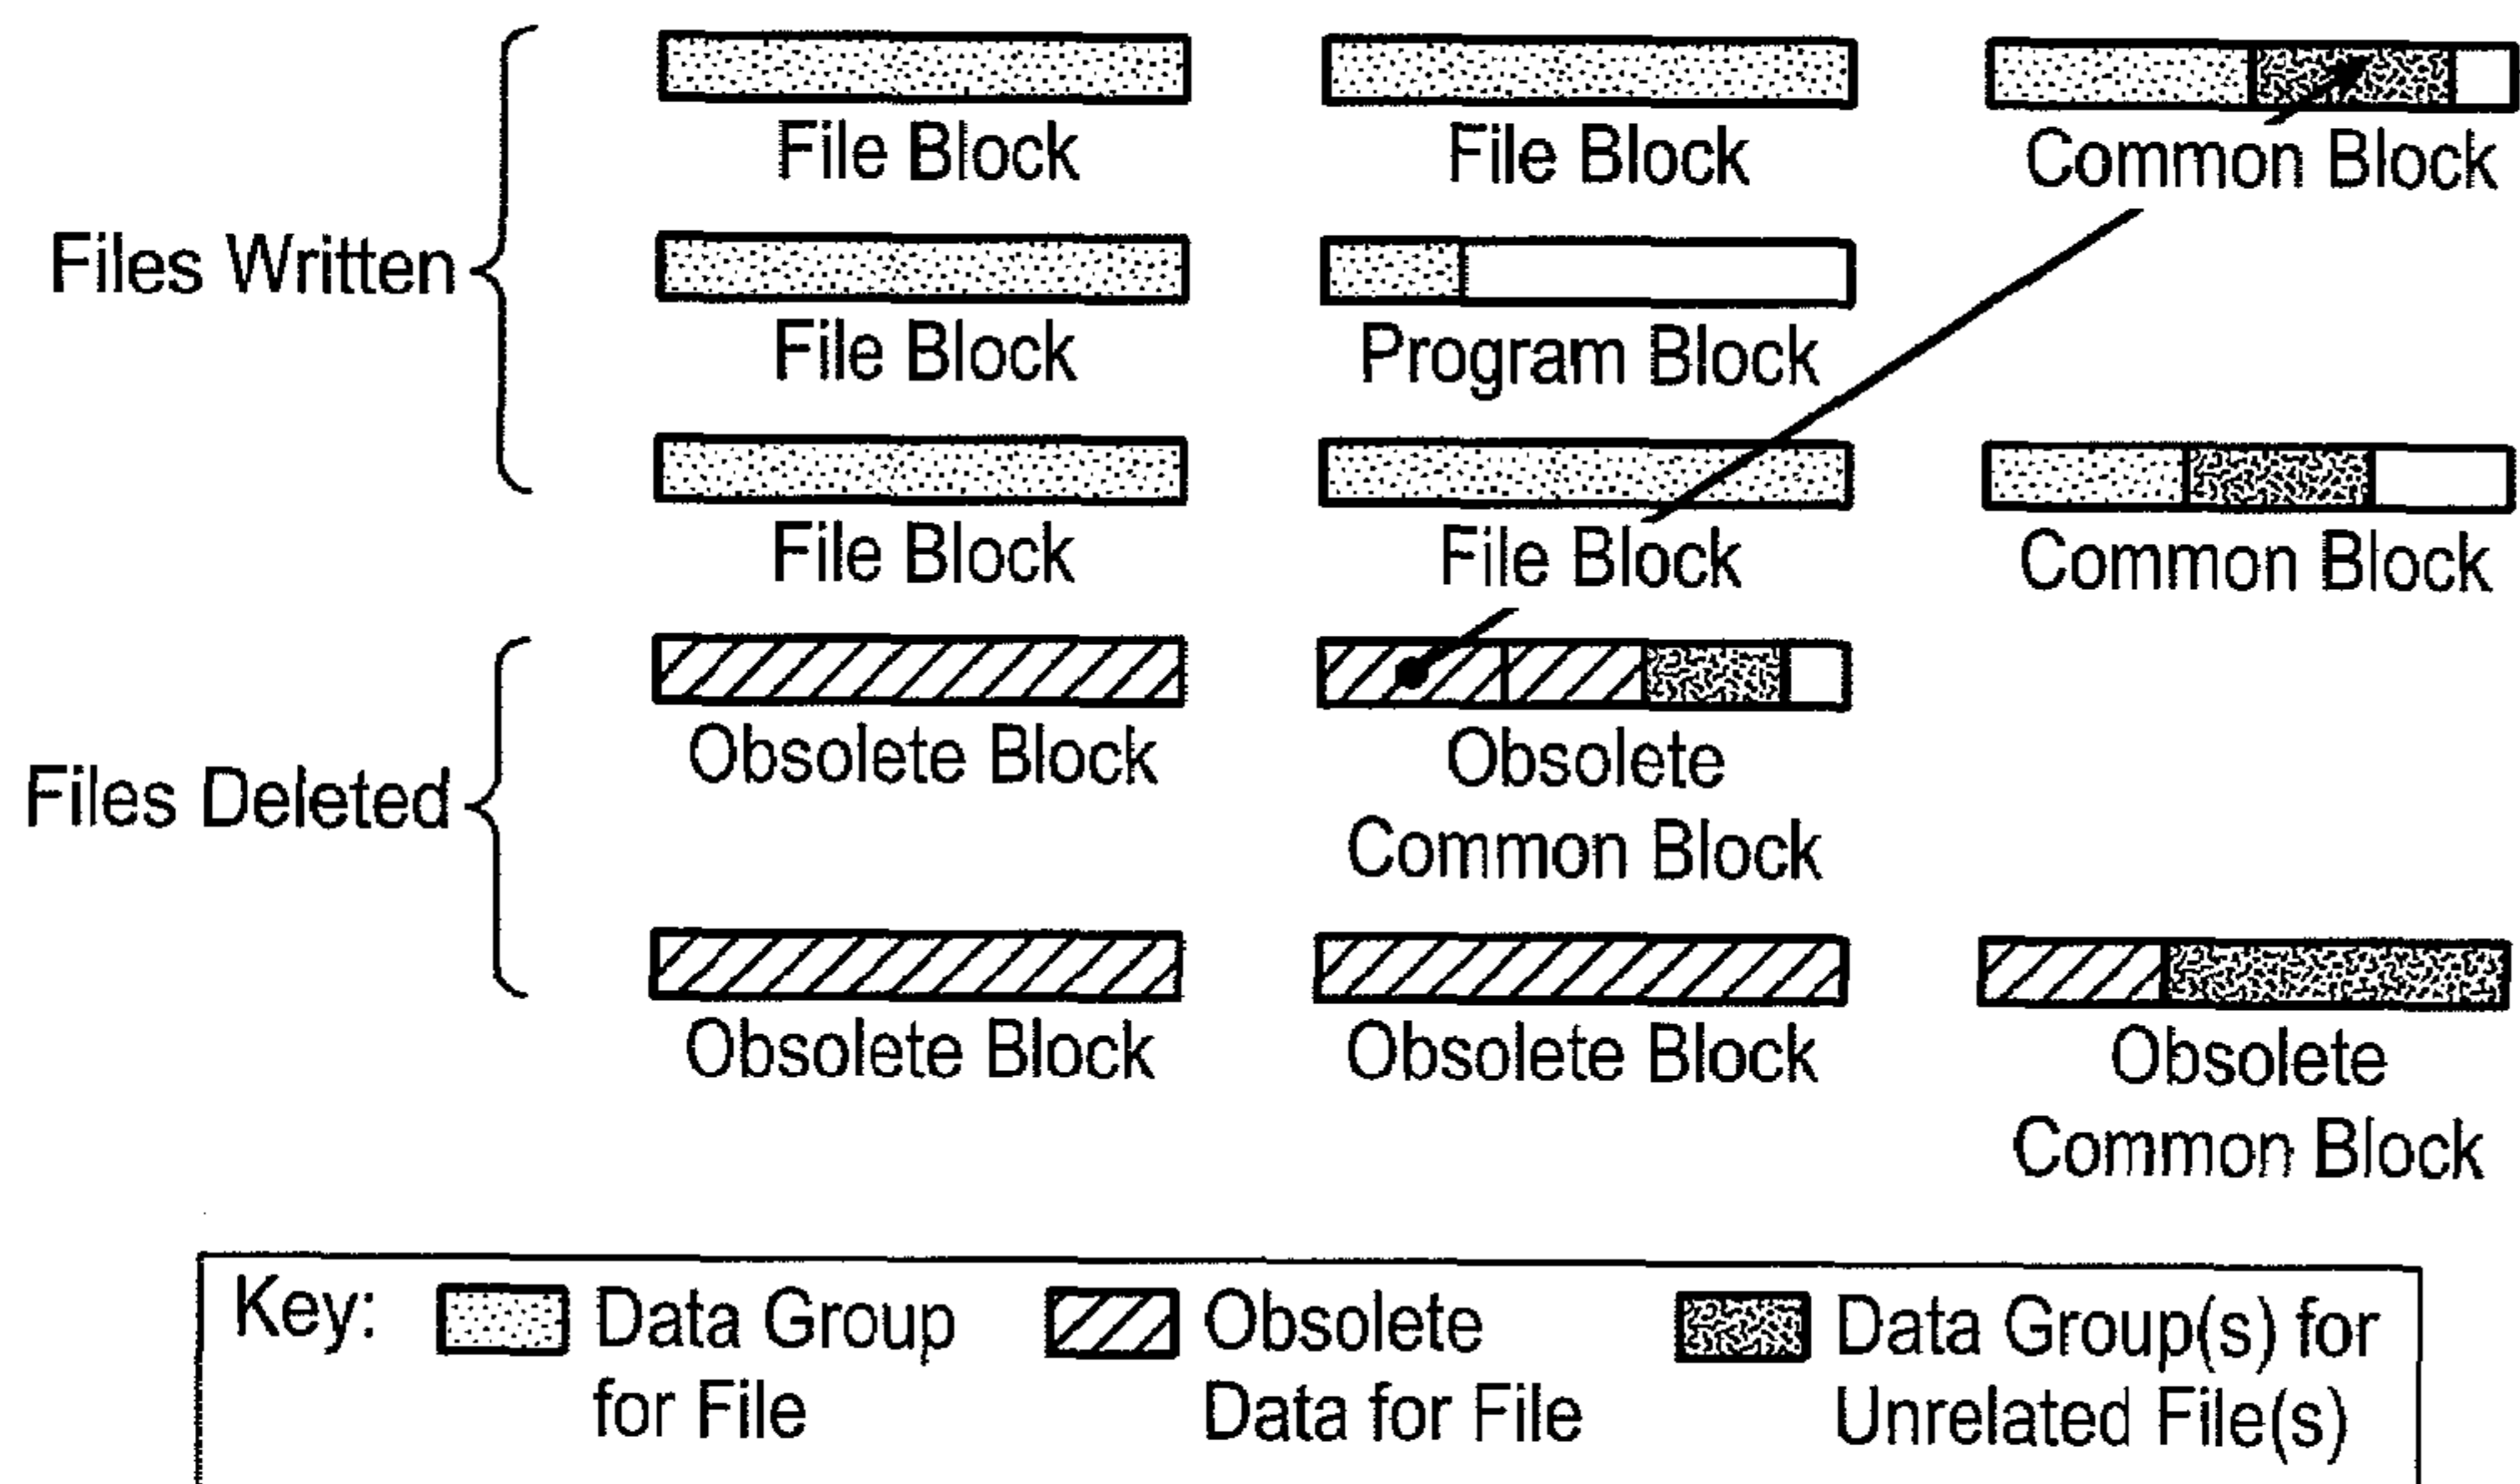 File Block
File Block
Common Block
Files Written
File Block
Program Block
File Block
File Block
Common Block
Files Deleted
Obsolete Block
Obsolete
Common Block
Obsolete Block
Obsolete Block
Obsolete
Common Block
Key:
Data Group
for File
Obsolete
Data for File
Data Group(s) for
Unrelated File(s)